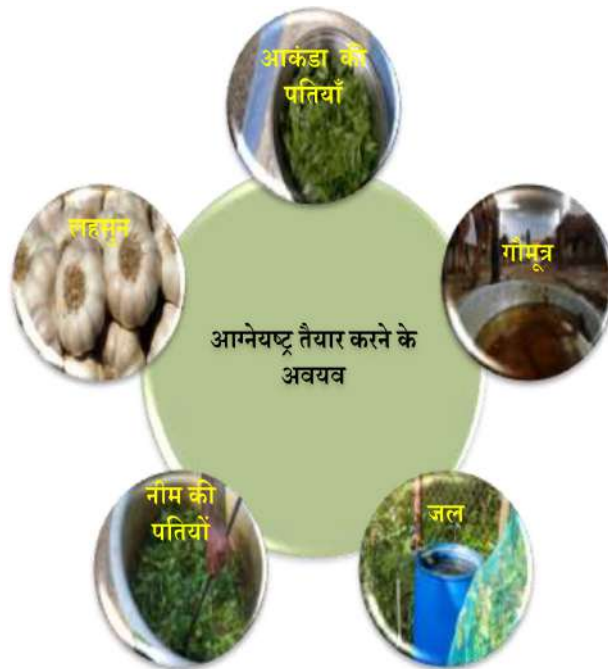 आकंडा की
पतियाँ
लहसुन
गौमूत्र
आग्नेयष्ट्र तैयार करने के
अवयव
नीम की
पतियों
जल